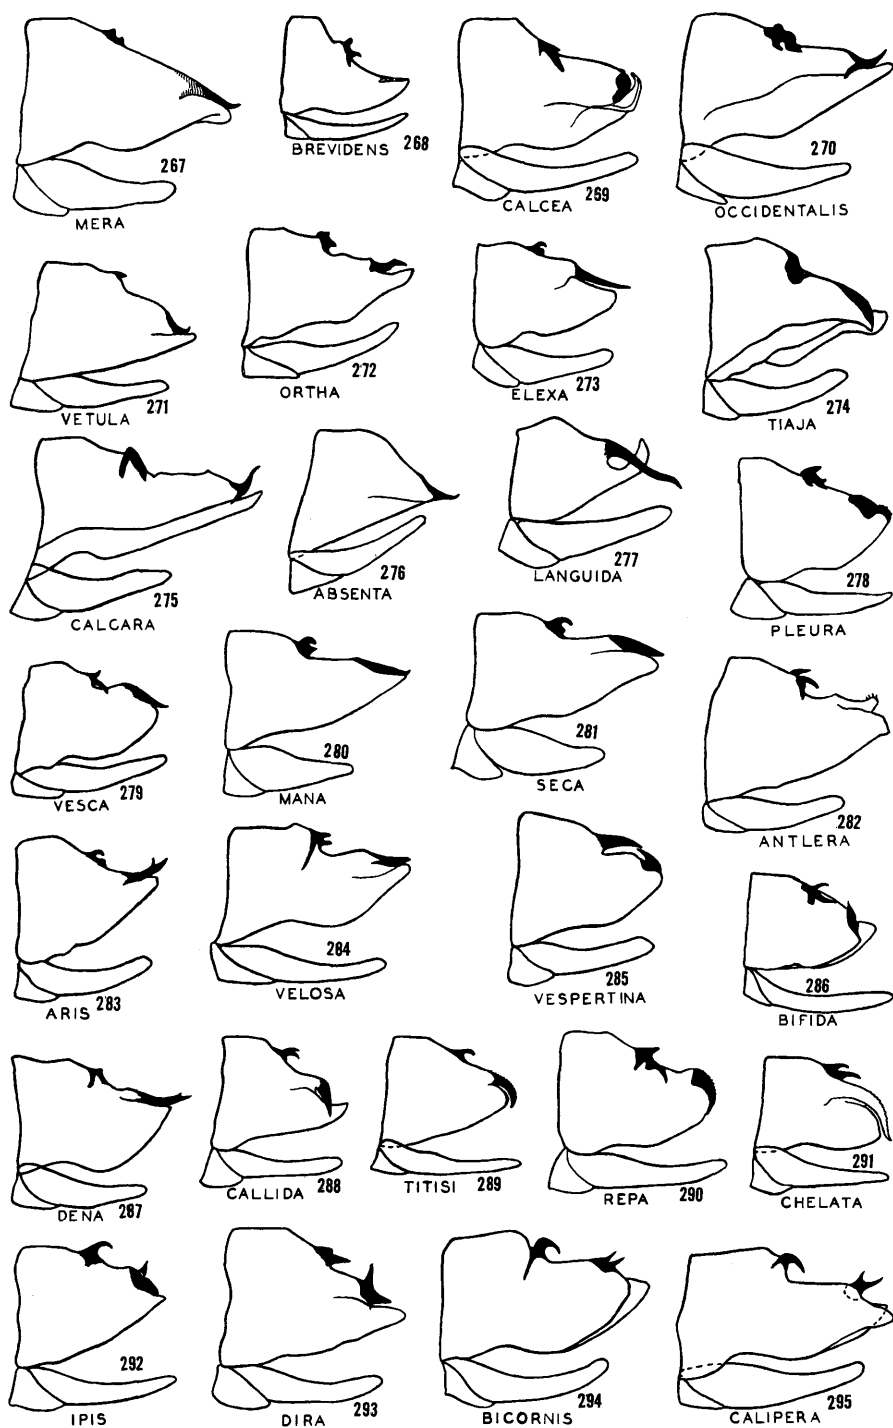 267
MERA
BREVIDENS 268
CALCEA 269
270
OCCIDENTALIS
271
VETULA
272
ORTHA
273
ELEXA
274
TIAJA
275
CALCARA
276
ABSENTA
277
LANGUIDA
278
PLEURA
279
VESCA
280
MANA
281
SECA
282
ANTLERA
283
ARIS
284
VELOSA
285
VESPERTINA
286
BIFIDA
DENA 287
CALLIDA 288
TITISI 289
REPA 290
291
CHELATA
292
IPIS
DIRA 293
BICORNIS 294
CALIPERA 295